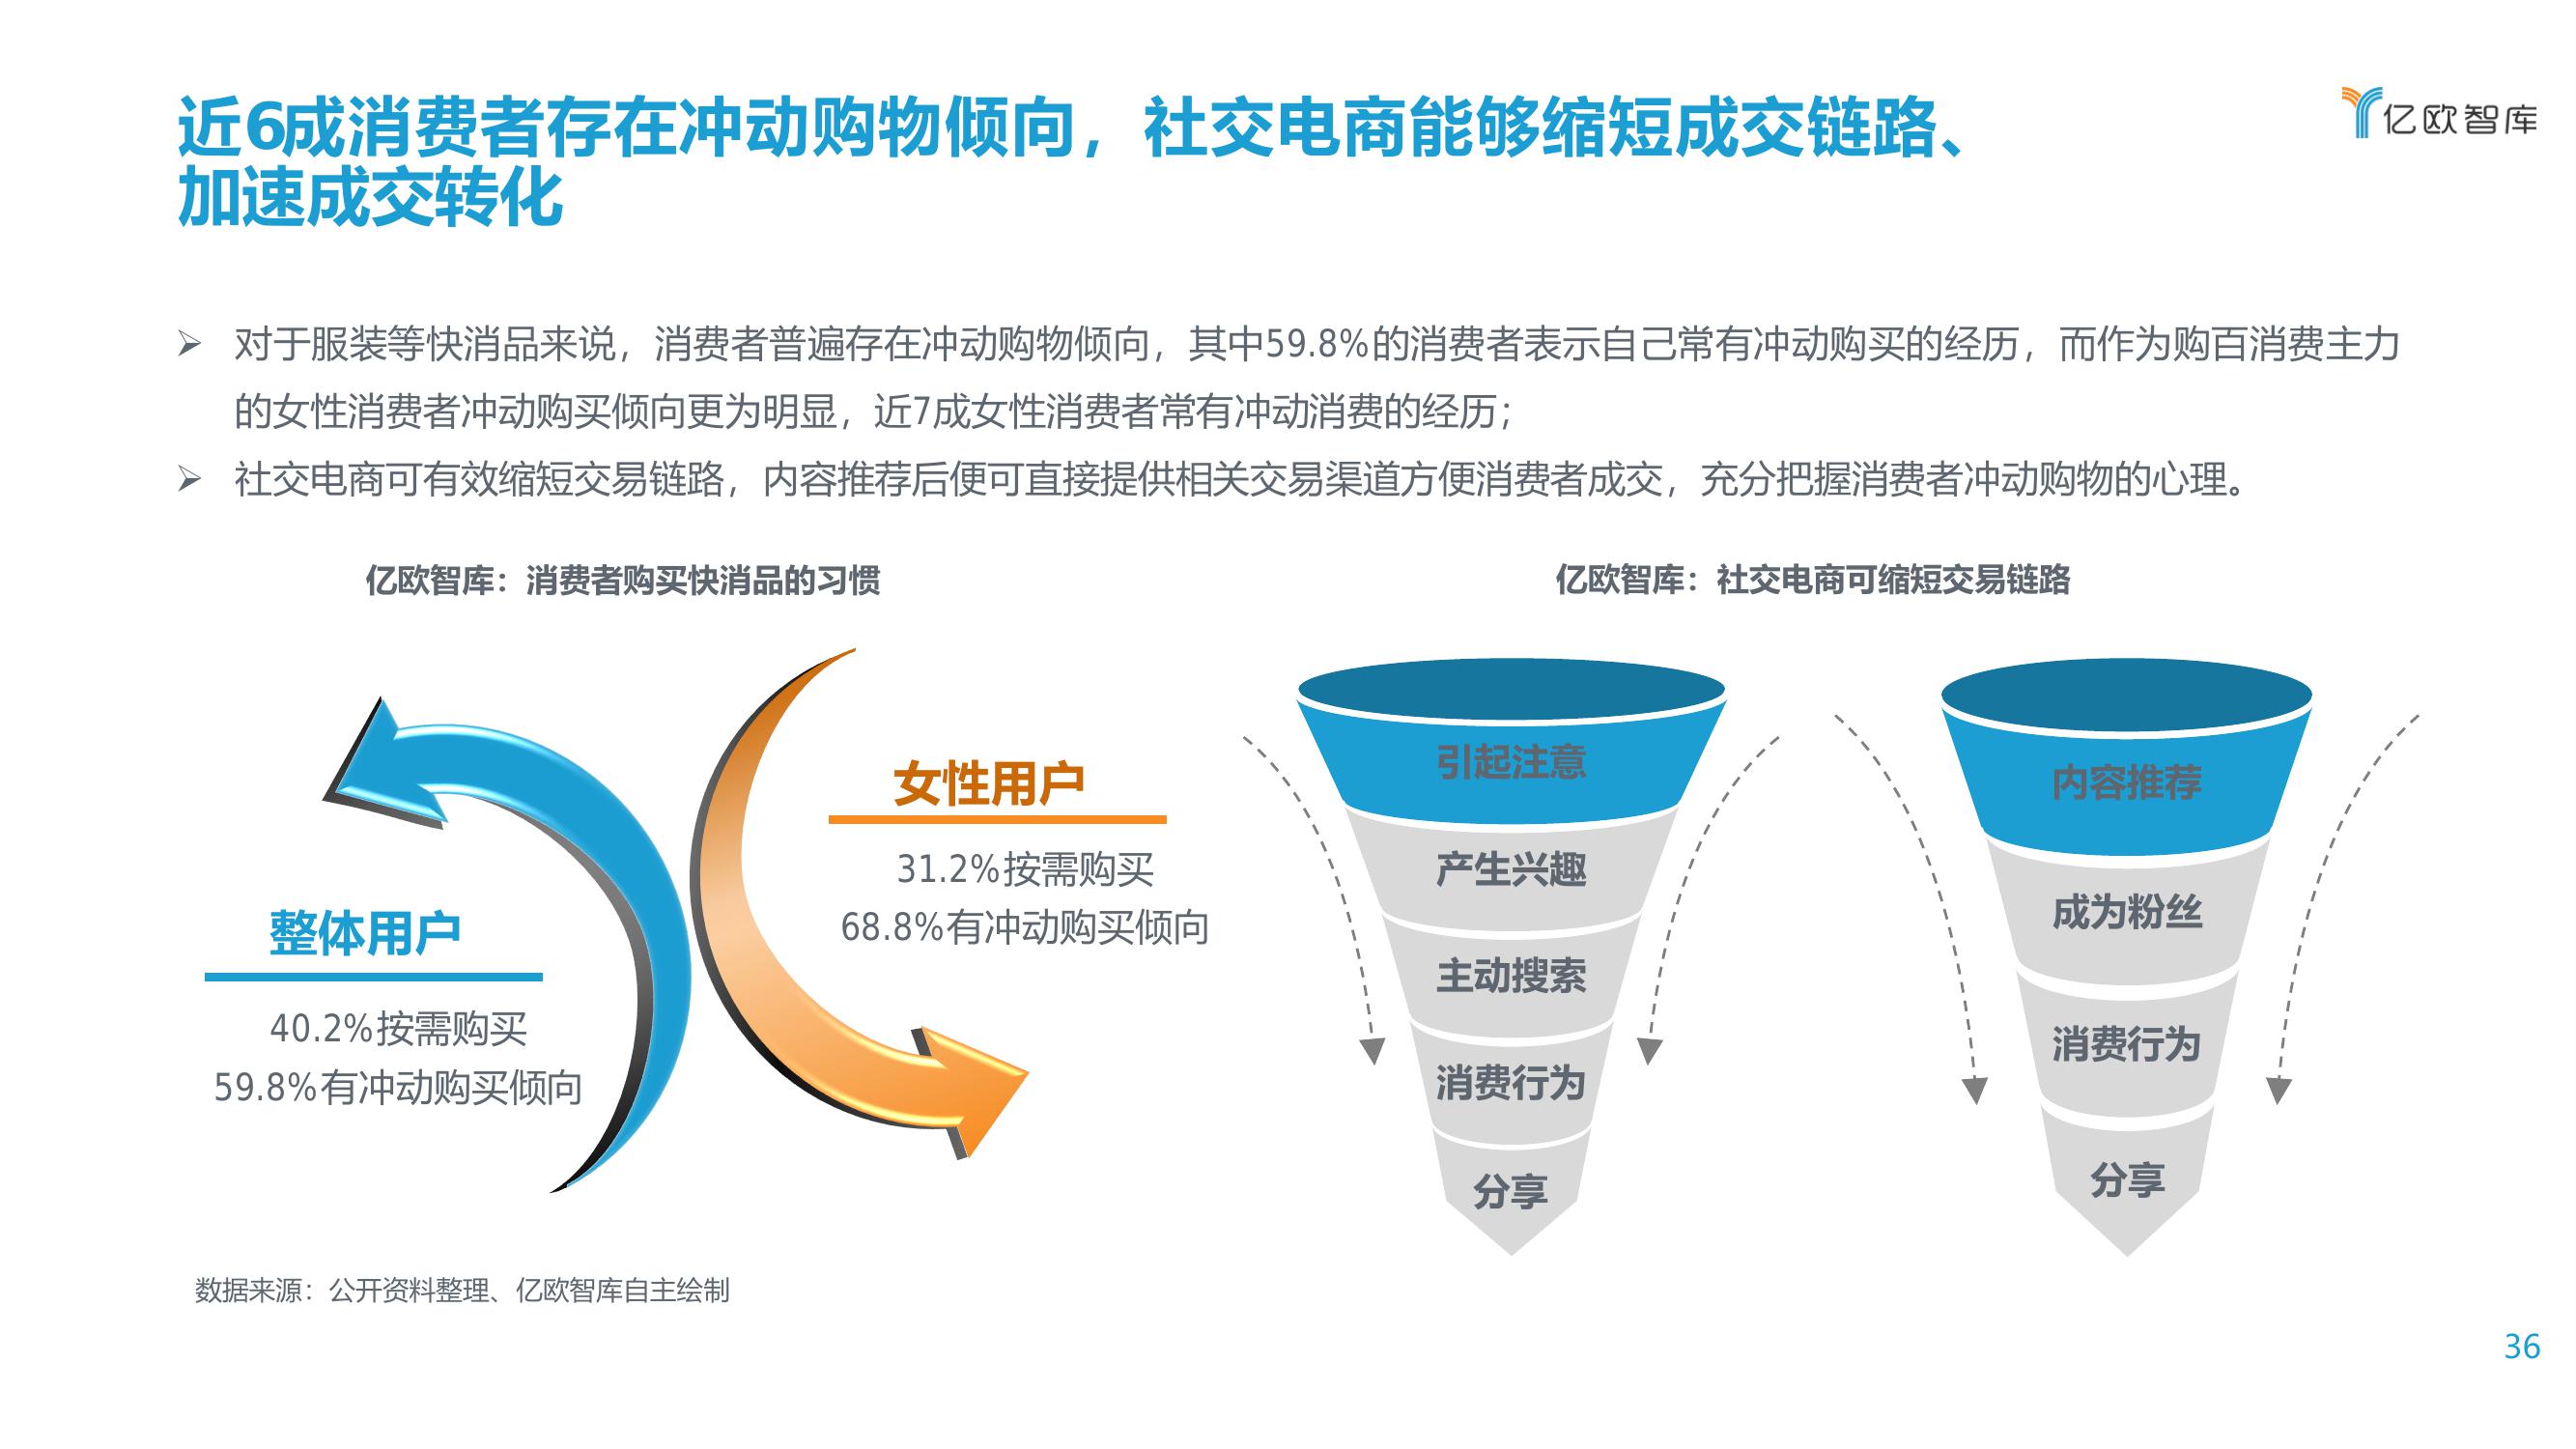 近6成消费者存在冲动购物倾向，社交电商能够缩短成交链路、
加速成交转化
亿欧智库
对于服装等快消品来说，消费者普遍存在冲动购物倾向，其中59.8%的消费者表示自己常有冲动购买的经历，而作为购百消费主力
的女性消费者冲动购买倾向更为明显，近7成女性消费者常有冲动消费的经历；
社交电商可有效缩短交易链路，内容推荐后便可直接提供相关交易渠道方便消费者成交，充分把握消费者冲动购物的心理。
亿欧智库：消费者购买快消品的习惯
整体用户
40.2%按需购买
59.8%有冲动购买倾向
女性用户
31.2%按需购买
68.8%有冲动购买倾向
亿欧智库：社交电商可缩短交易链路
引起注意
产生兴趣
主动搜索
消费行为
分享
内容推荐
成为粉丝
消费行为
分享
数据来源：公开资料整理、亿欧智库自主绘制
36